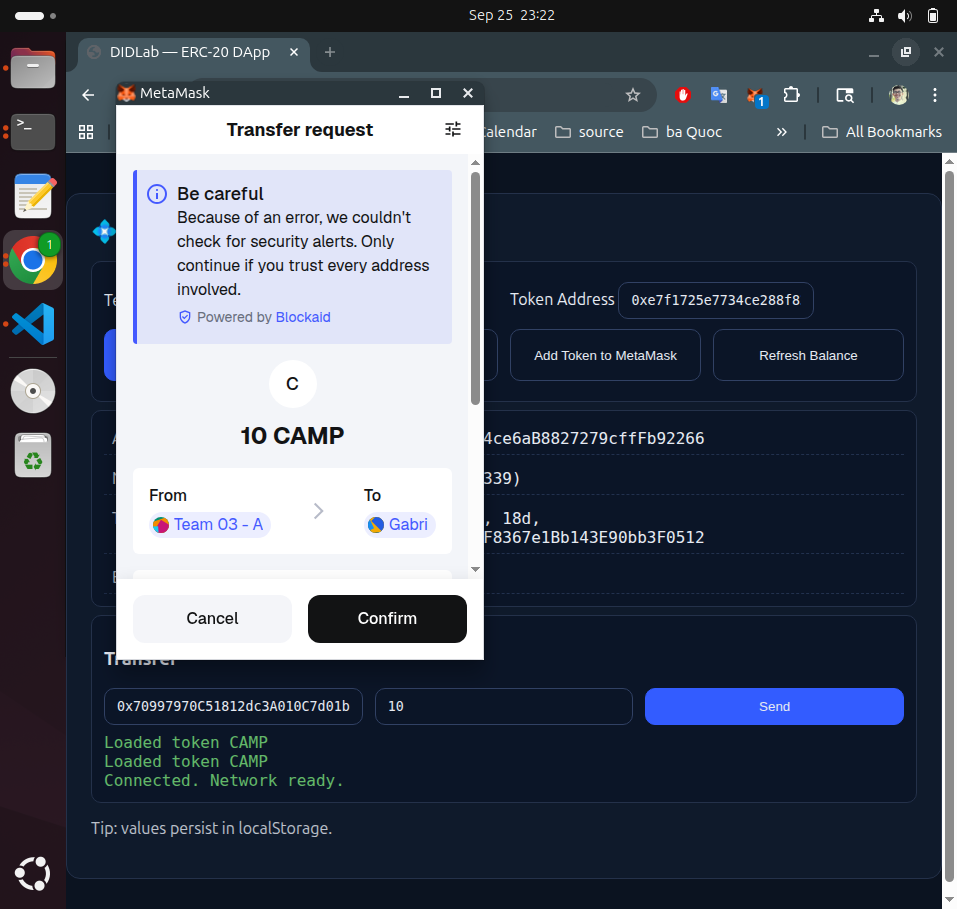 Sep 25 23:22
DIDLab — ERC-20 DApp
MetaMask
1
Calendar
source
ba Quoc
All Bookmarks
Transfer request
Be careful
Because of an error, we couldn't
check for security alerts. Only
continue if you trust every address
involved.
Powered by Blockaid
C
10 CAMP
From
To
Team 03 - A
Gabri
Cancel
Confirm
1
Token Address
0xe7f1725e7734ce288f8
Add Token to MetaMask
Refresh Balance
4ce6aB8827279cffFb92266
339)
, 18d,
F8367e1Bb143E90bb3F0512
Transfer
0x70997970C51812dc3A010C7d01b
10
Send
Loaded token CAMP
Loaded token CAMP
Connected. Network ready.
Tip: values persist in localStorage.